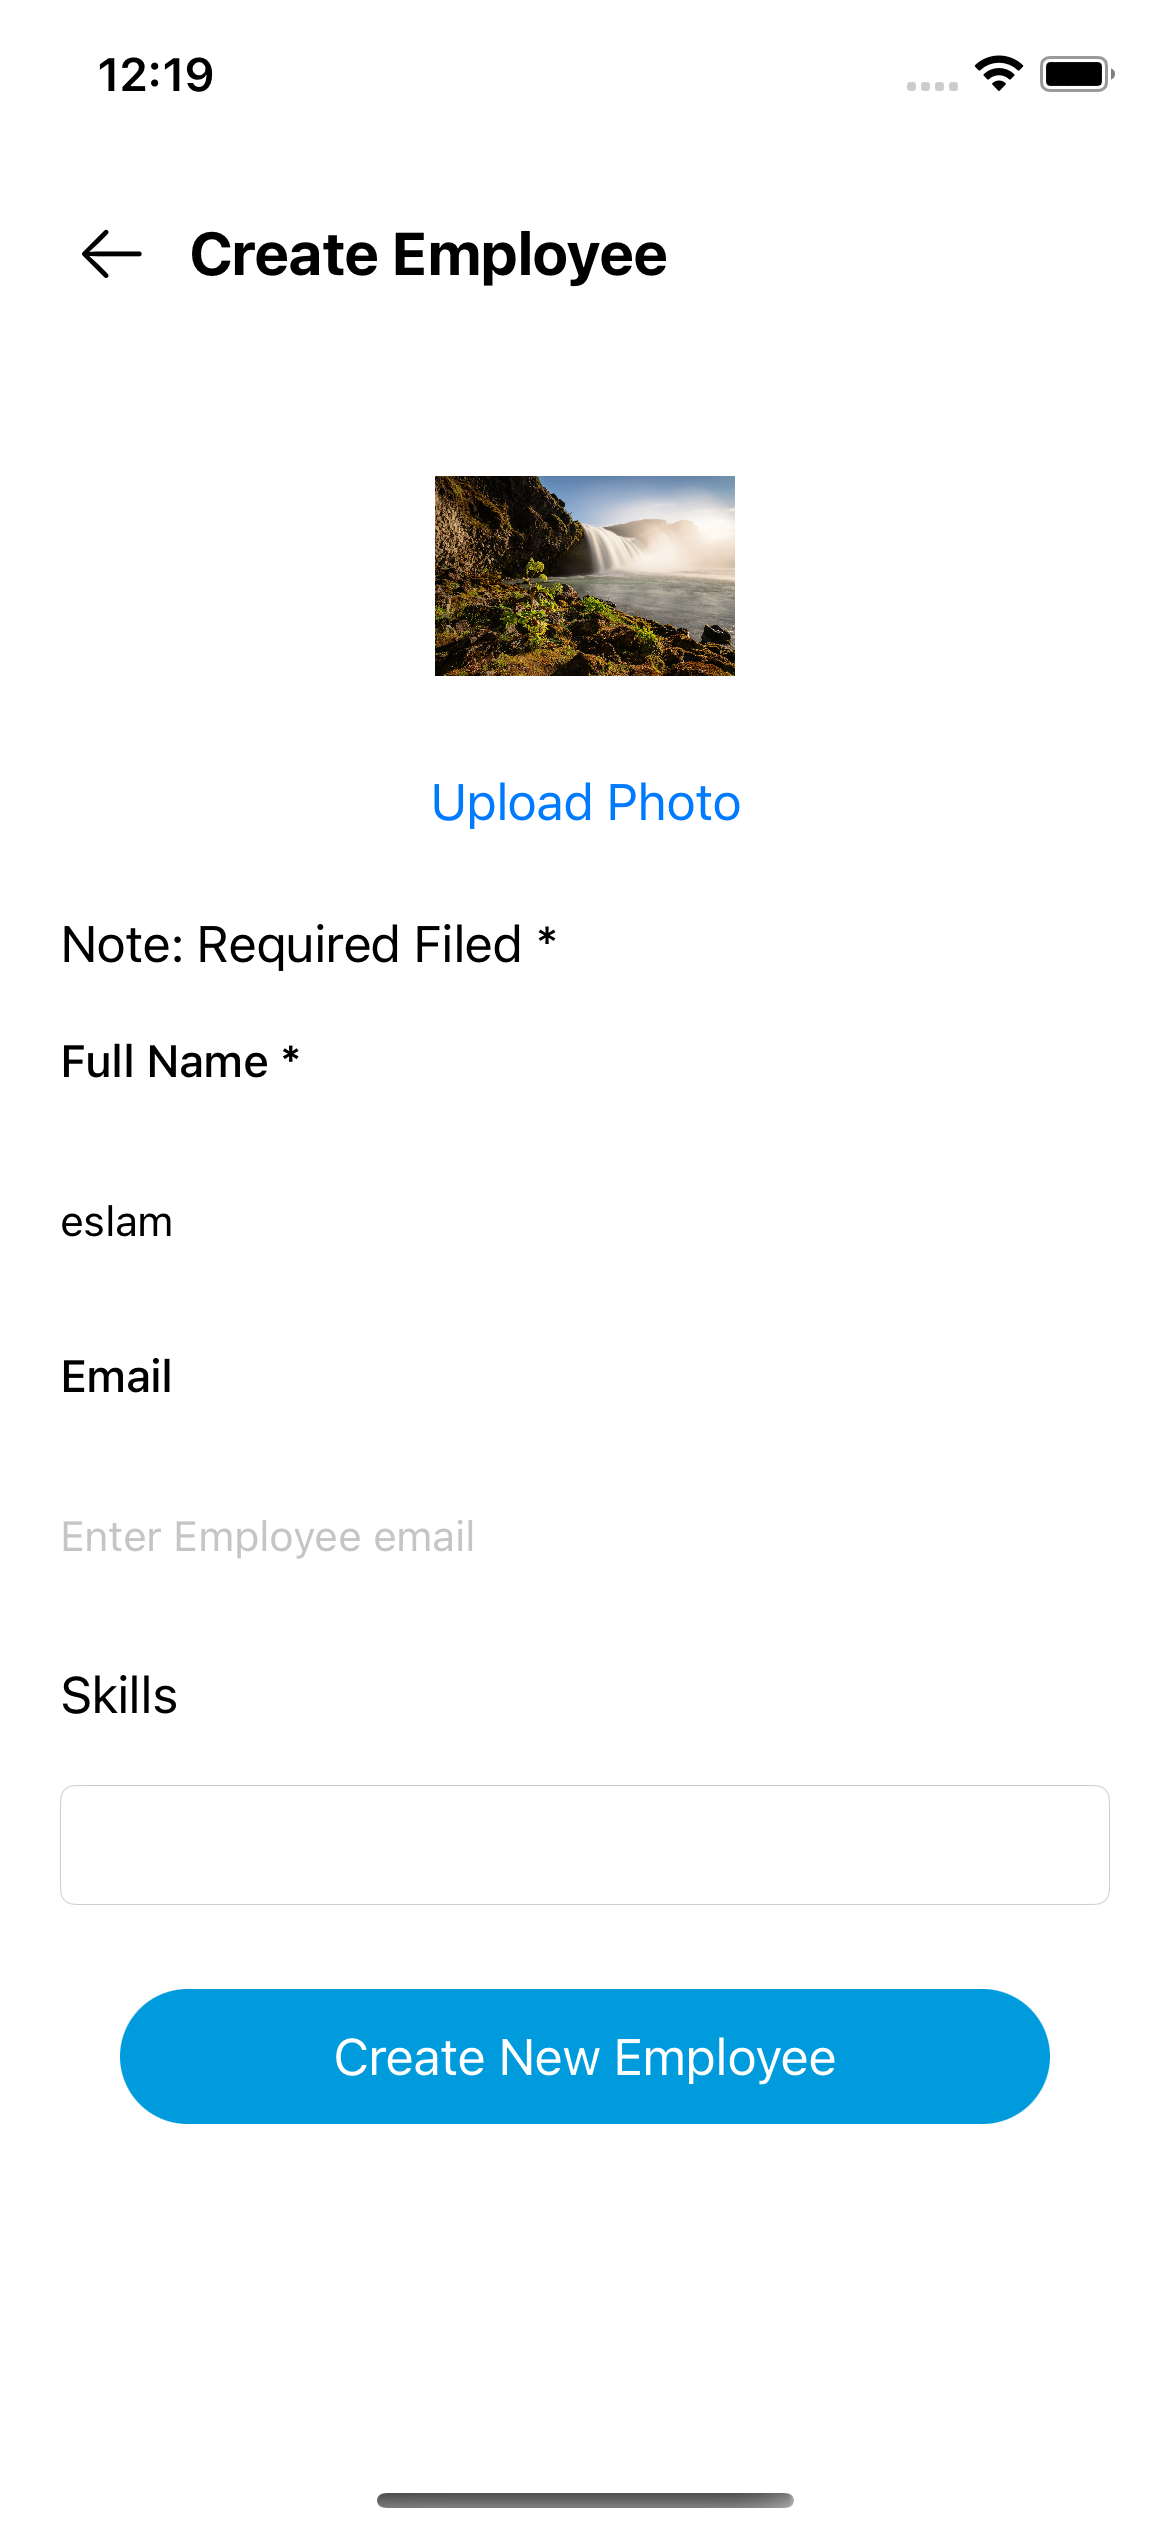 12:19
Create Employee
Upload Photo
Note: Required Filed *
Full Name *
eslam
Email
Enter Employee email
Skills
Create New Employee